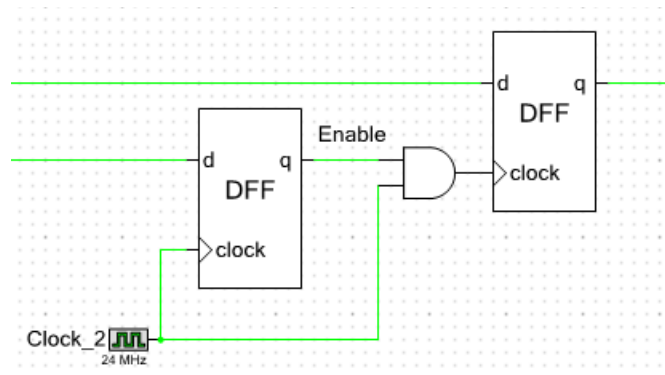 d q
DFF
clock
Enable
d q
DFF
clock
Clock_2
24 MHz